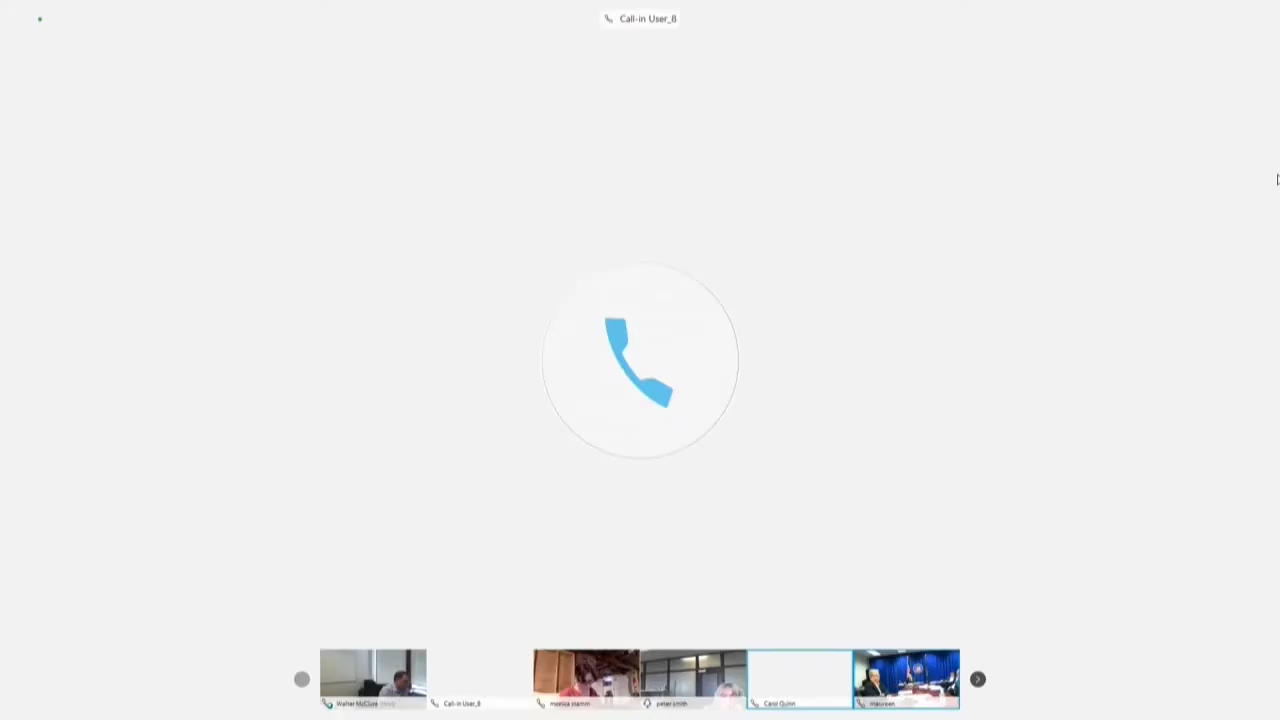 Call-in User_8
Walter McClure
Call-in User_8
monica stamm
peter smith
Carol Quinn
maureen